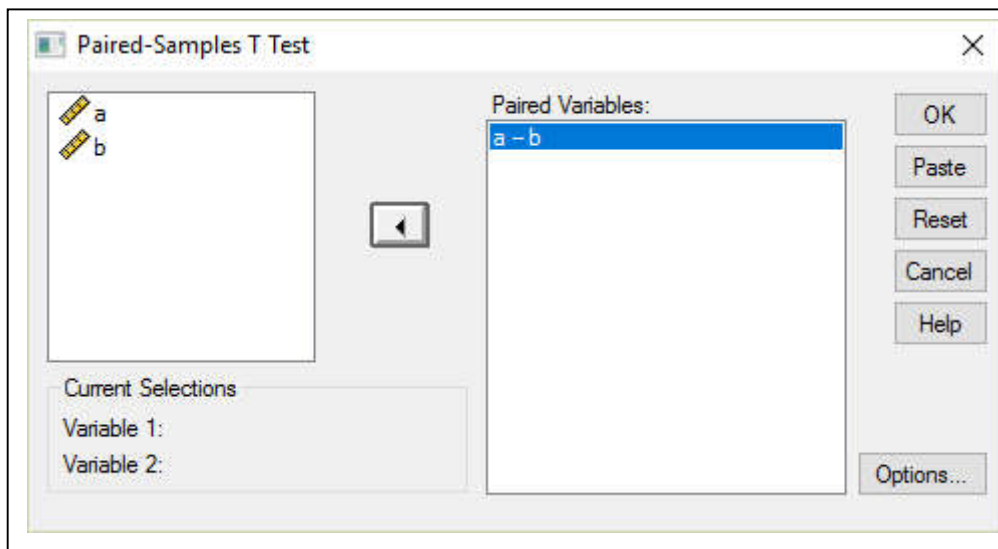 Paired-Samples T Test
a
b
Paired Variables:
a – b
OK
Paste
Reset
Cancel
Help
Current Selections
Variable 1:
Variable 2:
Options...